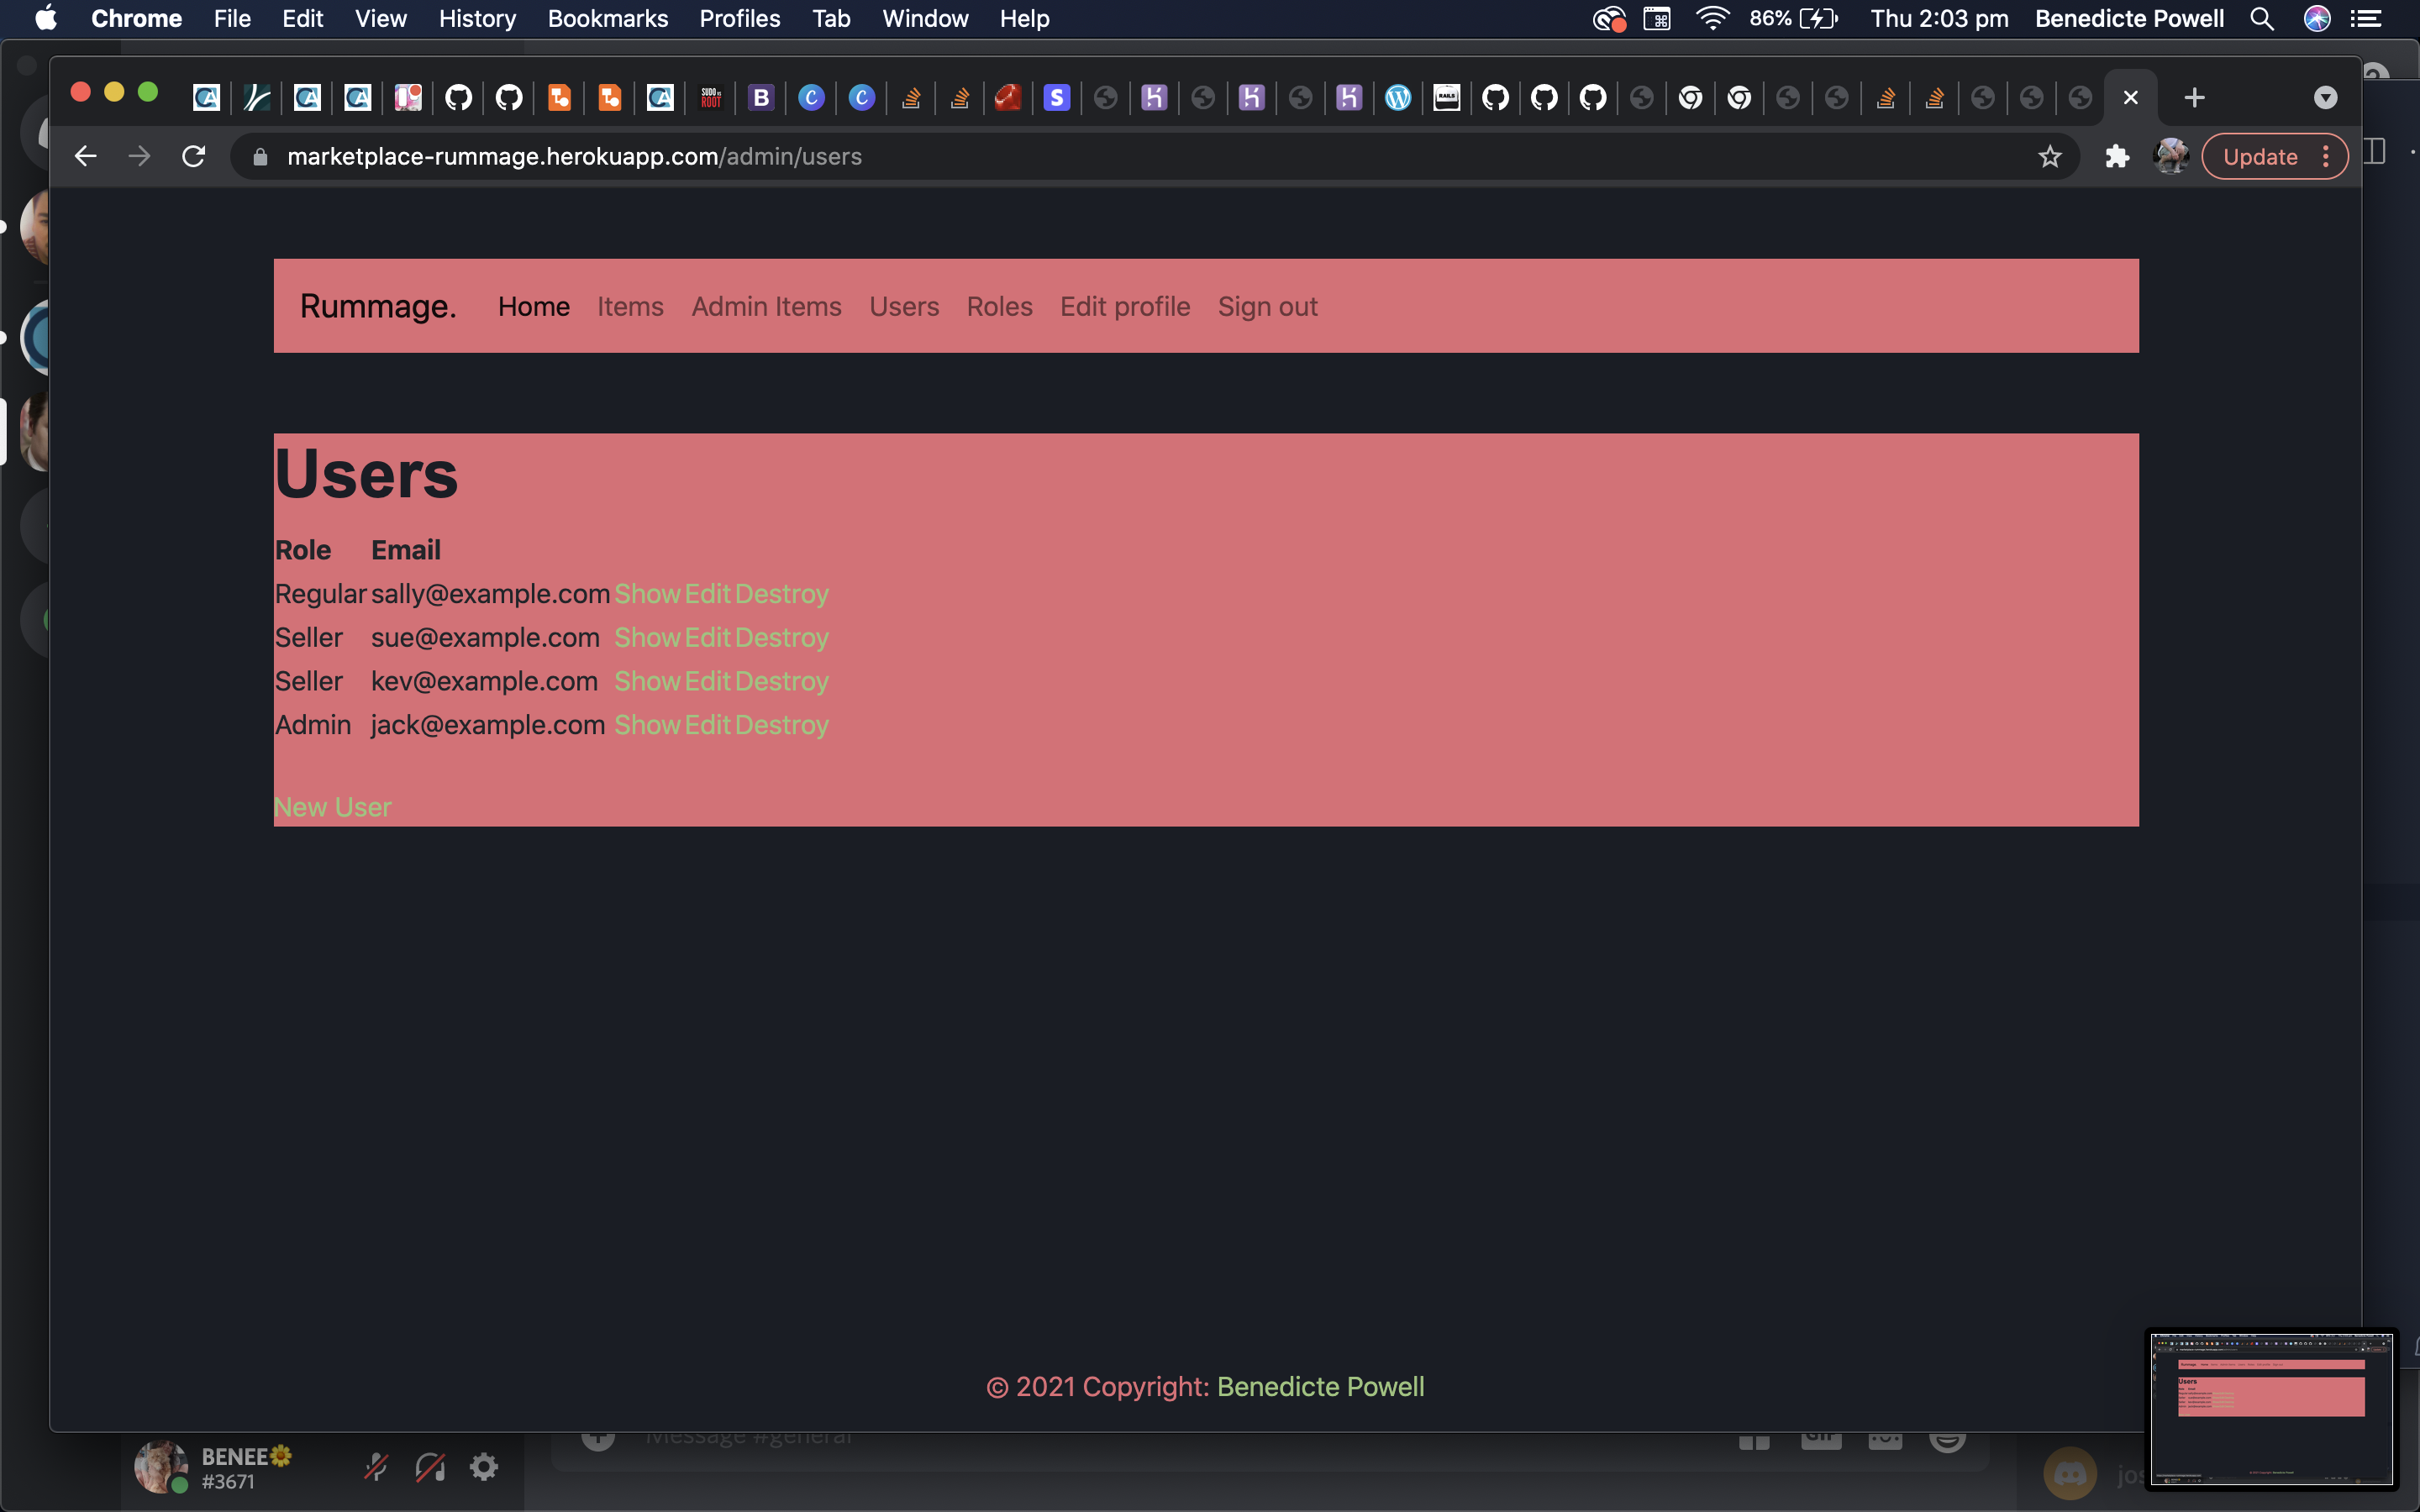 Chrome File Edit View History Bookmarks Profiles Tab Window Help 86% Thu 2:03 pm Benedicte Powell
marketplace-rummage.herokuapp.com/admin/users Update
Rummage. Home Items Admin Items Users Roles Edit profile Sign out
Users
Role Email
Regular sally@example.com Show Edit Destroy
Seller sue@example.com Show Edit Destroy
Seller kev@example.com Show Edit Destroy
Admin jack@example.com Show Edit Destroy
New User
© 2021 Copyright: Benedicte Powell
Message #general
GIF
BENEE
#3671